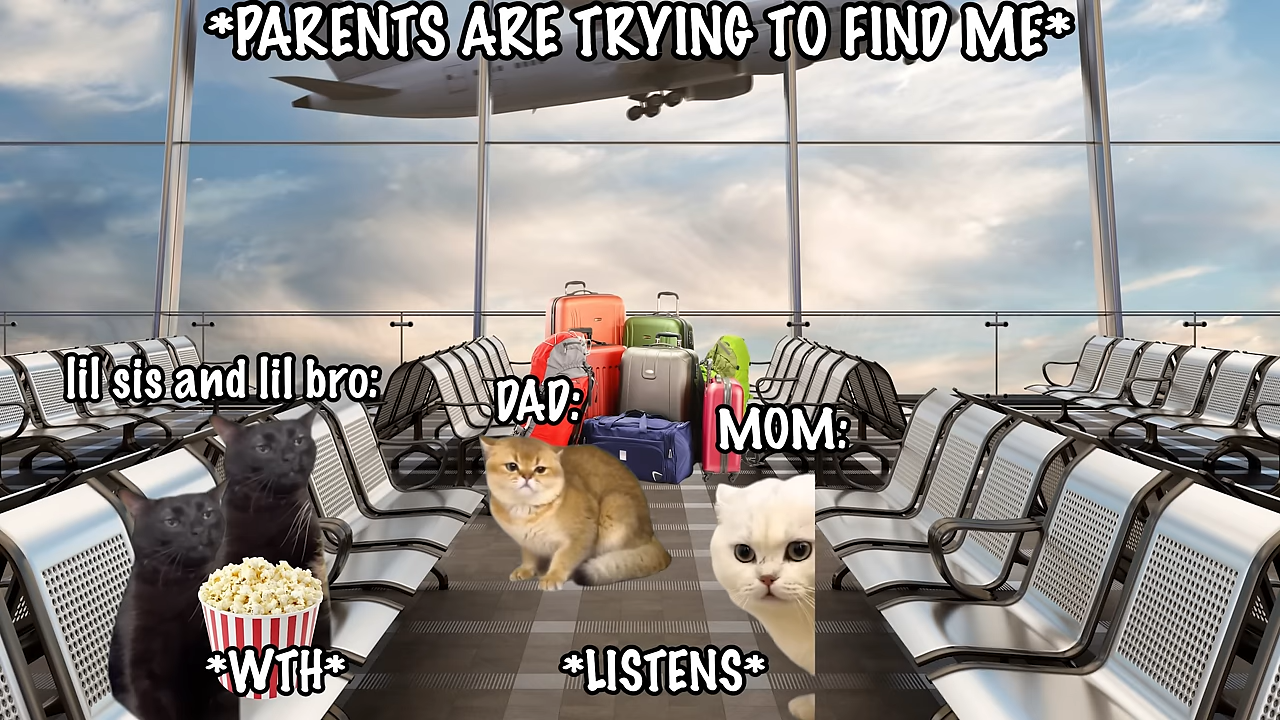 *PARENTS ARE TRYING TO FIND ME*
lil sis and lil bro:
DAD:
MOM:
*WTH*
*LISTENS*